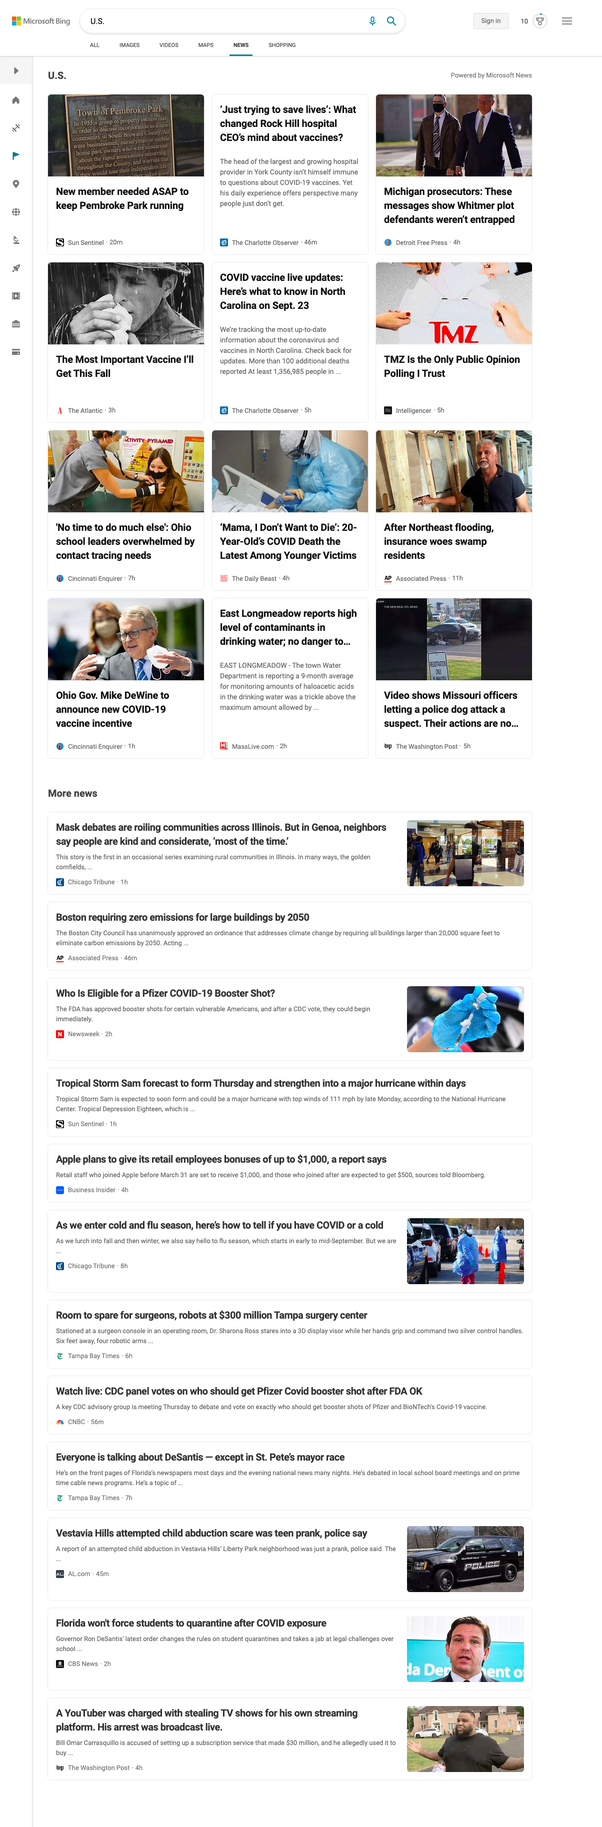 Microsoft Bing
U.S.
Sign in
10
ALL
IMAGES
VIDEOS
MAPS
NEWS
SHOPPING
U.S.
Powered by Microsoft News
Town of Pembroke Park
New member needed ASAP to
keep Pembroke Park running
Sun Sentinel · 20m
‘Just trying to save lives’: What
changed Rock Hill hospital
CEO’s mind about vaccines?
The head of the largest and growing hospital
provider in York County isn’t himself immune
to questions about COVID-19 vaccines. Yet
his daily experience offers perspective many
people just don’t get.
The Charlotte Observer · 46m
Michigan prosecutors: These
messages show Whitmer plot
defendants weren’t entrapped
Detroit Free Press · 4h
The Most Important Vaccine I’ll
Get This Fall
The Atlantic · 3h
COVID vaccine live updates:
Here’s what to know in North
Carolina on Sept. 23
We’re tracking the most up-to-date
information about the coronavirus and
vaccines in North Carolina. Check back for
updates. More than 100 additional deaths
reported At least 1,356,985 people in ...
The Charlotte Observer · 5h
TMZ
TMZ Is the Only Public Opinion
Polling I Trust
Intelligencer · 5h
ACTIVITY PYRAMID
'No time to do much else': Ohio
school leaders overwhelmed by
contact tracing needs
Cincinnati Enquirer · 7h
‘Mama, I Don’t Want to Die’: 20-
Year-Old’s COVID Death the
Latest Among Younger Victims
The Daily Beast · 4h
After Northeast flooding,
insurance woes swamp
residents
AP Associated Press · 11h
Ohio Gov. Mike DeWine to
announce new COVID-19
vaccine incentive
Cincinnati Enquirer · 1h
East Longmeadow reports high
level of contaminants in
drinking water; no danger to...
EAST LONGMEADOW - The town Water
Department is reporting a 9-month average
for monitoring amounts of haloacetic acids
in the drinking water was a trickle above the
maximum amount allowed by ...
MassLive.com · 2h
Video shows Missouri officers
letting a police dog attack a
suspect. Their actions are no...
wp The Washington Post · 5h
More news
Mask debates are roiling communities across Illinois. But in Genoa, neighbors
say people are kind and considerate, ‘most of the time.’
This story is the first in an occasional series examining rural communities in Illinois. In many ways, the golden
cornfields, ...
Chicago Tribune · 1h
Boston requiring zero emissions for large buildings by 2050
The Boston City Council has unanimously approved an ordinance that addresses climate change by requiring all buildings larger than 20,000 square feet to
eliminate carbon emissions by 2050. Acting ...
AP Associated Press · 46m
Who Is Eligible for a Pfizer COVID-19 Booster Shot?
The FDA has approved booster shots for certain vulnerable Americans, and after a CDC vote, they could begin
immediately.
N Newsweek · 2h
Tropical Storm Sam forecast to form Thursday and strengthen into a major hurricane within days
Tropical Storm Sam is expected to soon form and could be a major hurricane with top winds of 111 mph by late Monday, according to the National Hurricane
Center. Tropical Depression Eighteen, which is ...
Sun Sentinel · 1h
Apple plans to give its retail employees bonuses of up to $1,000, a report says
Retail staff who joined Apple before March 31 are set to receive $1,000, and those who joined after are expected to get $500, sources told Bloomberg.
Business Insider · 4h
As we enter cold and flu season, here’s how to tell if you have COVID or a cold
As we lurch into fall and then winter, we also say hello to flu season, which starts in early to mid-September. But we are
...
Chicago Tribune · 8h
Room to spare for surgeons, robots at $300 million Tampa surgery center
Stationed at a surgeon console in an operating room, Dr. Sharona Ross stares into a 3D display visor while her hands grip and command two silver control handles.
Six feet away, four robotic arms ...
Tampa Bay Times · 6h
Watch live: CDC panel votes on who should get Pfizer Covid booster shot after FDA OK
A key CDC advisory group is meeting Thursday to debate and vote on exactly who should get booster shots of Pfizer and BioNTech's Covid-19 vaccine.
CNBC · 56m
Everyone is talking about DeSantis — except in St. Pete’s mayor race
He’s on the front pages of Florida’s newspapers most days and the evening national news many nights. He’s debated in local school board meetings and on prime
time cable news programs. He’s a topic of ...
Tampa Bay Times · 7h
Vestavia Hills attempted child abduction scare was teen prank, police say
A report of an attempted child abduction in Vestavia Hills’ Liberty Park neighborhood was just a prank, police said. The
...
AL. AL.com · 45m
POLICE
Florida won't force students to quarantine after COVID exposure
Governor Ron DeSantis' latest order changes the rules on student quarantines and takes a jab at legal challenges over
school ...
CBS News · 2h
da De
ent of
A YouTuber was charged with stealing TV shows for his own streaming
platform. His arrest was broadcast live.
Bill Omar Carrasquillo is accused of setting up a subscription service that made $30 million, and he allegedly used it to
buy ...
wp The Washington Post · 4h